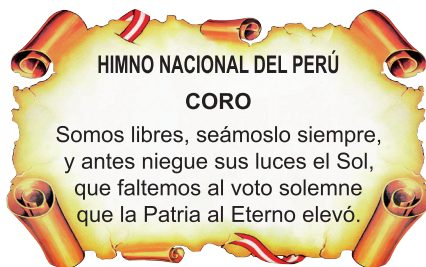 HIMNO NACIONAL DEL PERÚ
CORO
Somos libres, seámoslo siempre,
y antes niegue sus luces el Sol,
que faltemos al voto solemne
que la Patria al Eterno elevó.